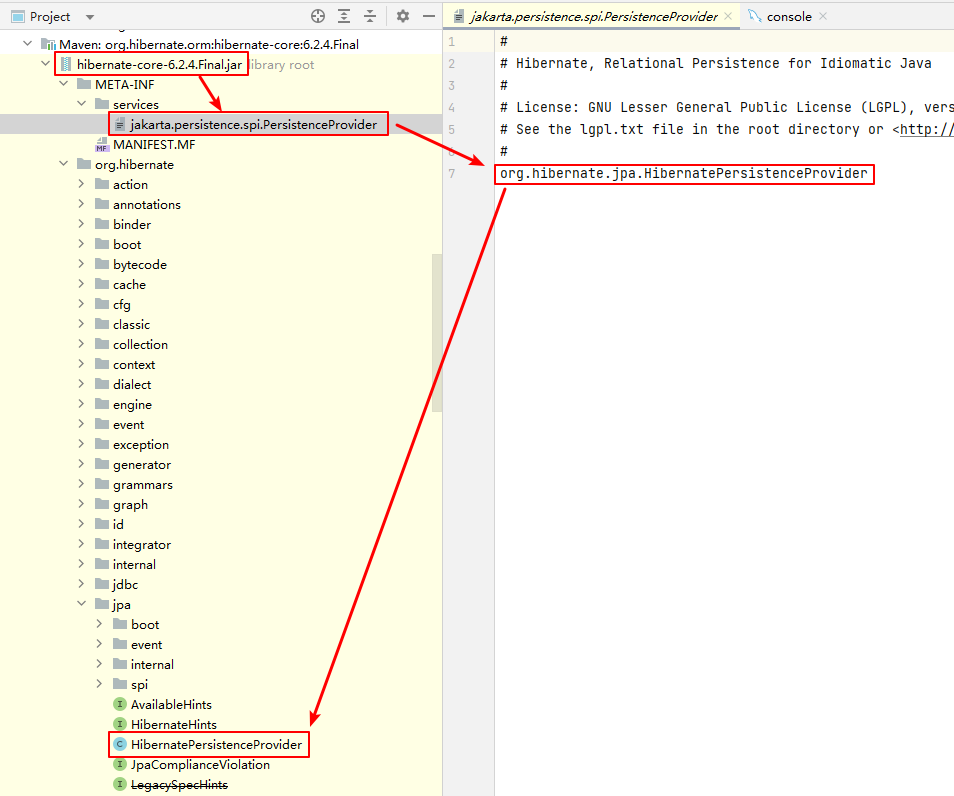 Project
Maven: org.hibernate.orm:hibernate-core:6.2.4.Final
hibernate-core-6.2.4.Final.jar library root
META-INF
services
jakarta.persistence.spi.PersistenceProvider
MANIFEST.MF
org.hibernate
action
annotations
binder
boot
bytecode
cache
cfg
classic
collection
context
dialect
engine
event
exception
generator
grammars
graph
id
integrator
internal
jdbc
jpa
boot
event
internal
spi
AvailableHints
HibernateHints
HibernatePersistenceProvider
JpaComplianceViolation
LegacySpecHints
jakarta.persistence.spi.PersistenceProvider console
1 #
2 # Hibernate, Relational Persistence for Idiomatic Java
3 #
4 # License: GNU Lesser General Public License (LGPL), vers
5 # See the lgpl.txt file in the root directory or <http://
6 #
7 org.hibernate.jpa.HibernatePersistenceProvider